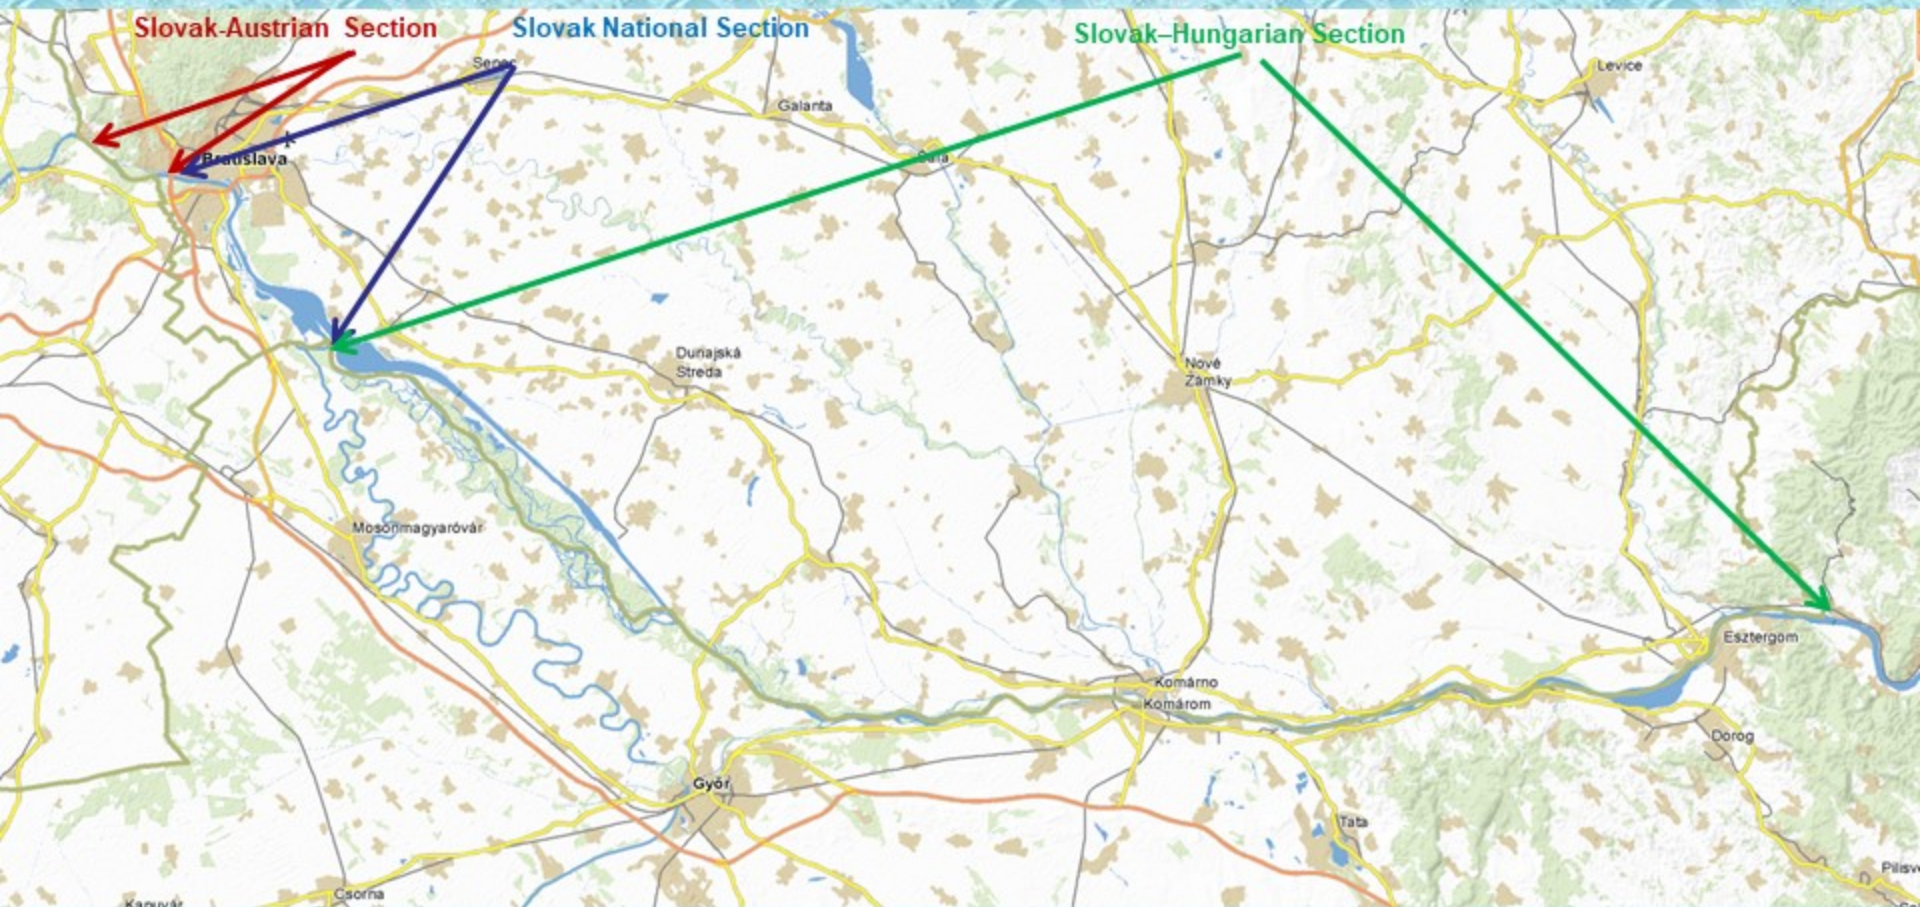 Slovak-Austrian Section
Slovak National Section
Slovak–Hungarian Section
Senec
Levice
Galanta
Šaľa
Bratislava
Dunajská
Streda
Nové
Zámky
Mosonmagyaróvár
Esztergom
Komárno
Komárom
Dorog
Győr
Tata
Csorna
Kapuvár